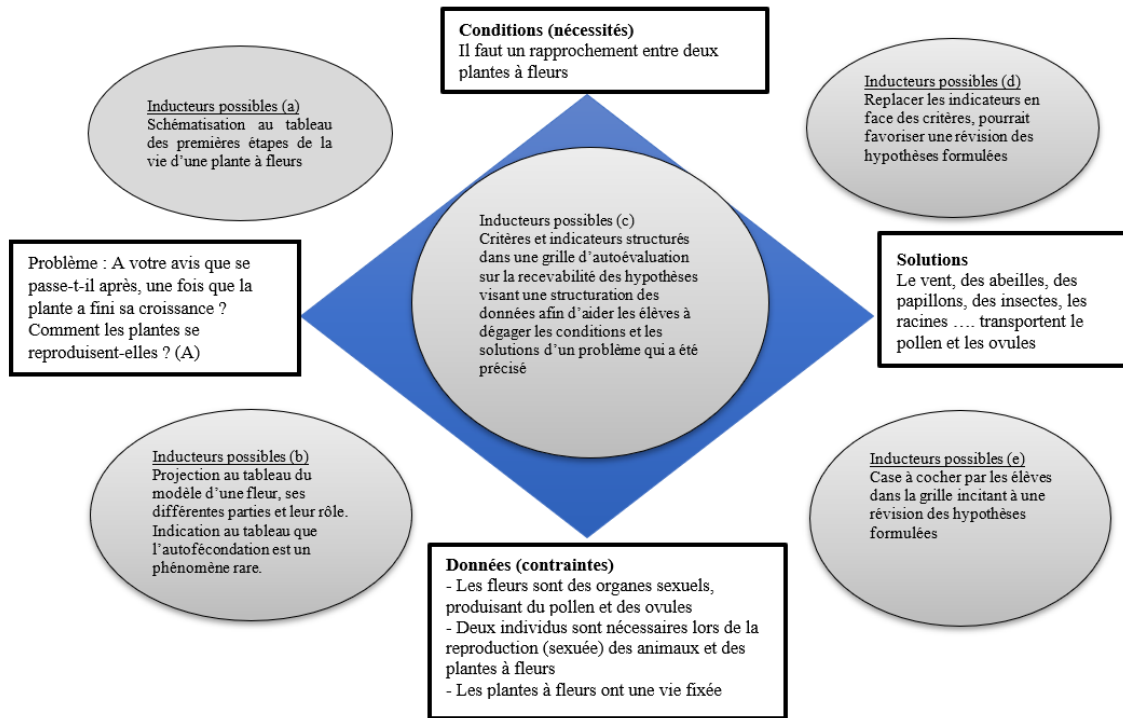 Conditions (nécessités)
Il faut un rapprochement entre deux
plantes à fleurs
Inducteurs possibles (a)
Schématisation au tableau
des premières étapes de la
vie d'une plante à fleurs
Inducteurs possibles (d)
Replacer les indicateurs en
face des critères, pourrait
favoriser une révision des
hypothèses formulées
Problème : A votre avis que se
passe-t-il après, une fois que la
plante a fini sa croissance ?
Comment les plantes se
reproduisent-elles ? (A)
Inducteurs possibles (c)
Critères et indicateurs structurés
dans une grille d'autoévaluation
sur la recevabilité des hypothèses
visant une structuration des
données afin d'aider les élèves à
dégager les conditions et les
solutions d'un problème qui a été
précisé
Solutions
Le vent, des abeilles, des
papillons, des insectes, les
racines …. transportent le
pollen et les ovules
Inducteurs possibles (b)
Projection au tableau du
modèle d'une fleur, ses
différentes parties et leur rôle.
Indication au tableau que
l'autofécondation est un
phénomène rare.
Inducteurs possibles (e)
Case à cocher par les élèves
dans la grille incitant à une
révision des hypothèses
formulées
Données (contraintes)
- Les fleurs sont des organes sexuels,
produisant du pollen et des ovules
- Deux individus sont nécessaires lors de la
reproduction (sexuée) des animaux et des
plantes à fleurs
- Les plantes à fleurs ont une vie fixée